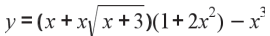 y = (x + x√(x + 3))(1 + 2x²) − x³